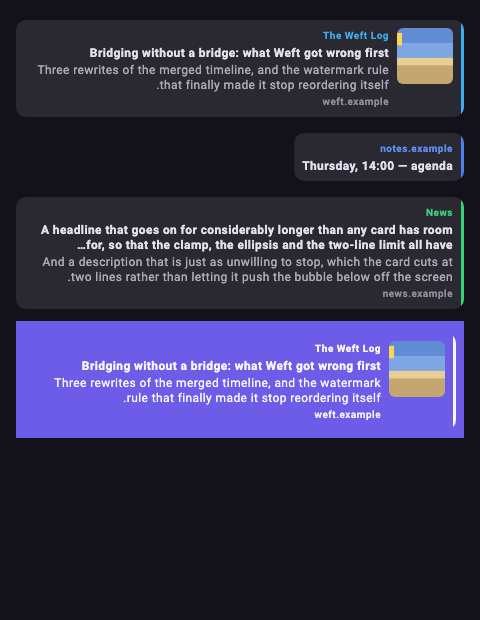 The Weft Log
Bridging without a bridge: what Weft got wrong first
Three rewrites of the merged timeline, and the watermark rule
.that finally made it stop reordering itself
weft.example
notes.example
Thursday, 14:00 — agenda
News
A headline that goes on for considerably longer than any card has room
…for, so that the clamp, the ellipsis and the two-line limit all have
And a description that is just as unwilling to stop, which the card cuts at
.two lines rather than letting it push the bubble below off the screen
news.example
The Weft Log
Bridging without a bridge: what Weft got wrong first
Three rewrites of the merged timeline, and the watermark
.rule that finally made it stop reordering itself
weft.example